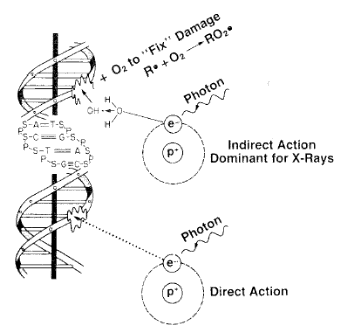 + O₂ to "Fix" Damage
R• + O₂ → RO₂•
Photon
H
OH• O
H
e⁻
P⁺
Indirect Action
Dominant for X-Rays
S-A=T-S
P
S-C≡G-S
P
S-T=A
P
S-G≡C-S
P
Photon
e⁻
P⁺
Direct Action